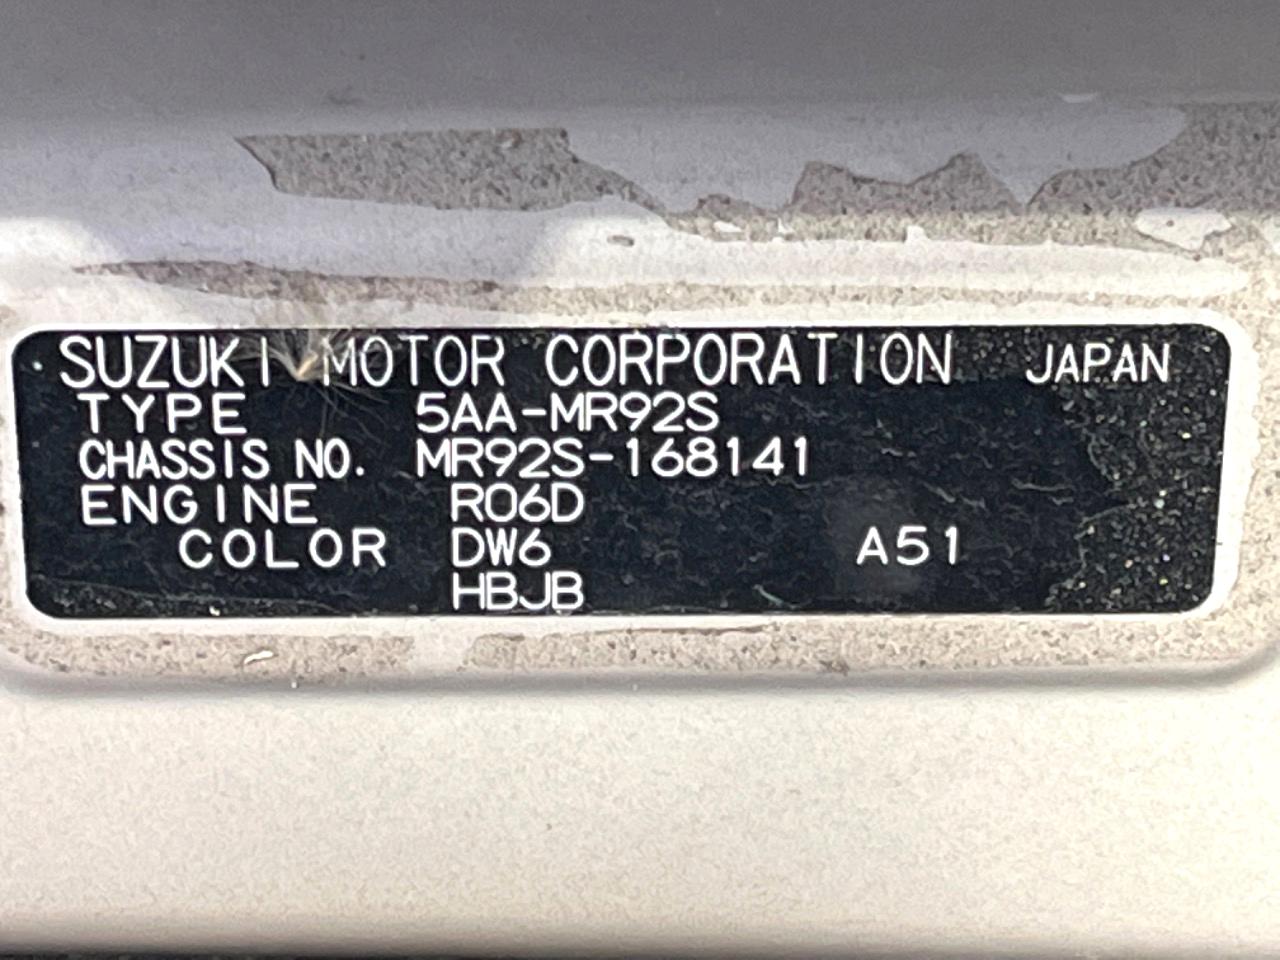 SUZUKI MOTOR CORPORATION JAPAN
TYPE 5AA-MR92S
CHASSIS NO. MR92S-168141
ENGINE R06D
COLOR DW6 A51
HBJB